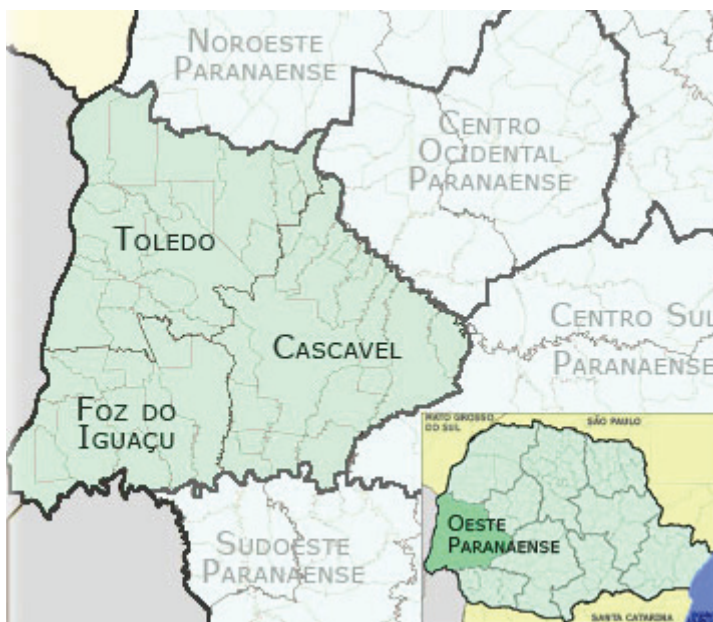 NOROESTE
PARANAENSE
CENTRO
OCIDENTAL
PARANAENSE
TOLEDO
CENTRO SUL
PARANAENSE
CASCAVEL
FOZ DO
IGUAÇU
SUDOESTE
PARANAENSE
MATO GROSSO
DO SUL
SÃO PAULO
OESTE
PARANAENSE
SANTA CATARINA